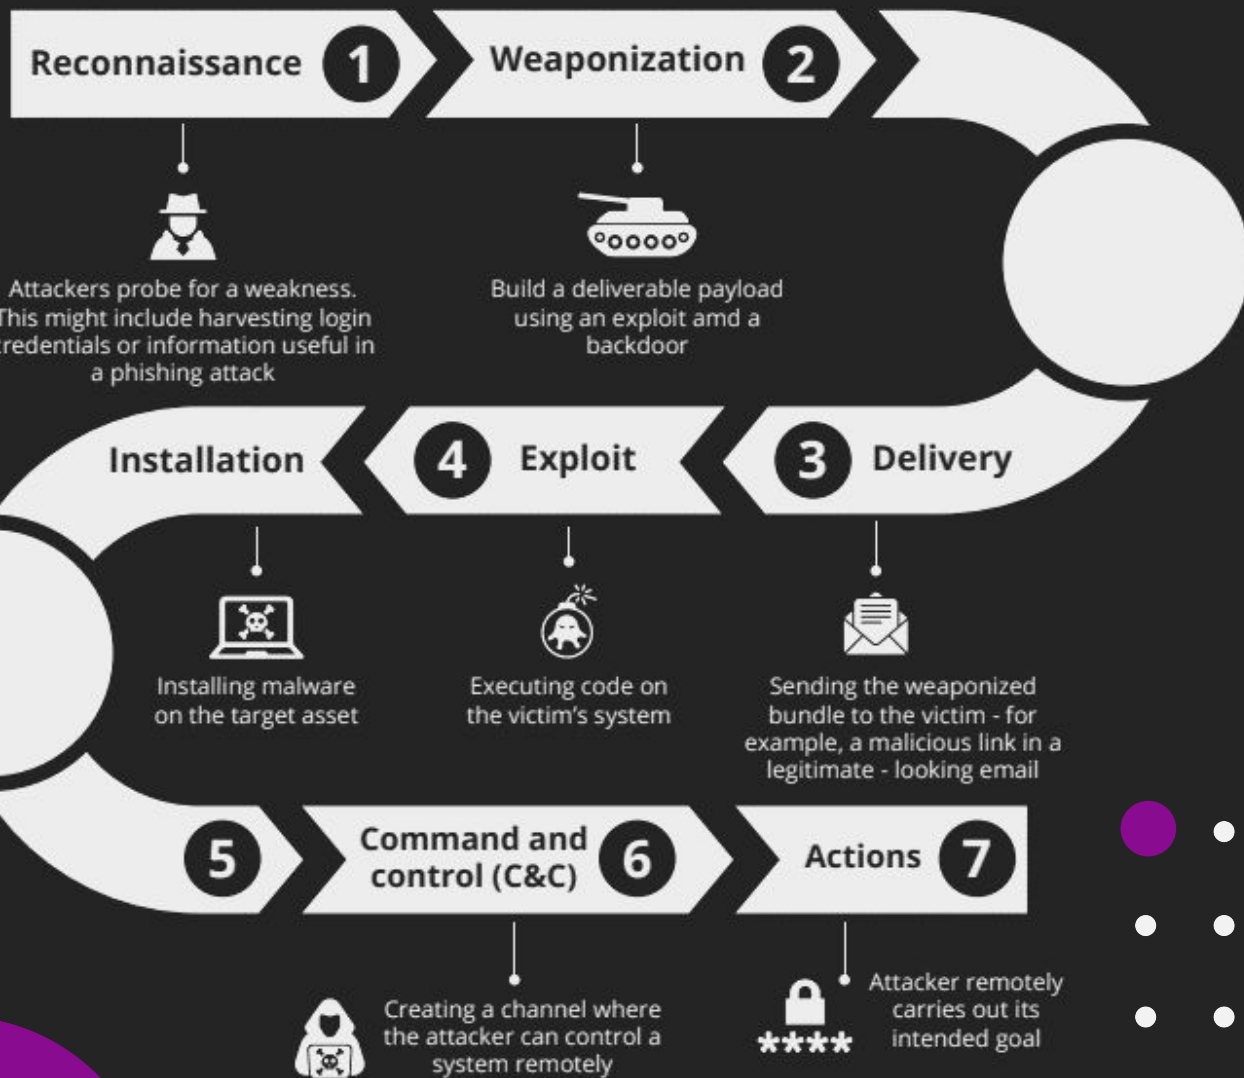 Reconnaissance 1
Weaponization 2
Attackers probe for a weakness.
This might include harvesting login
credentials or information useful in
a phishing attack
Build a deliverable payload
using an exploit amd a
backdoor
3 Delivery
4 Exploit
Installation
Sending the weaponized
bundle to the victim - for
example, a malicious link in a
legitimate - looking email
Executing code on
the victim's system
Installing malware
on the target asset
5
Command and
control (C&C) 6
Actions 7
Creating a channel where
the attacker can control a
system remotely
****
Attacker remotely
carries out its
intended goal